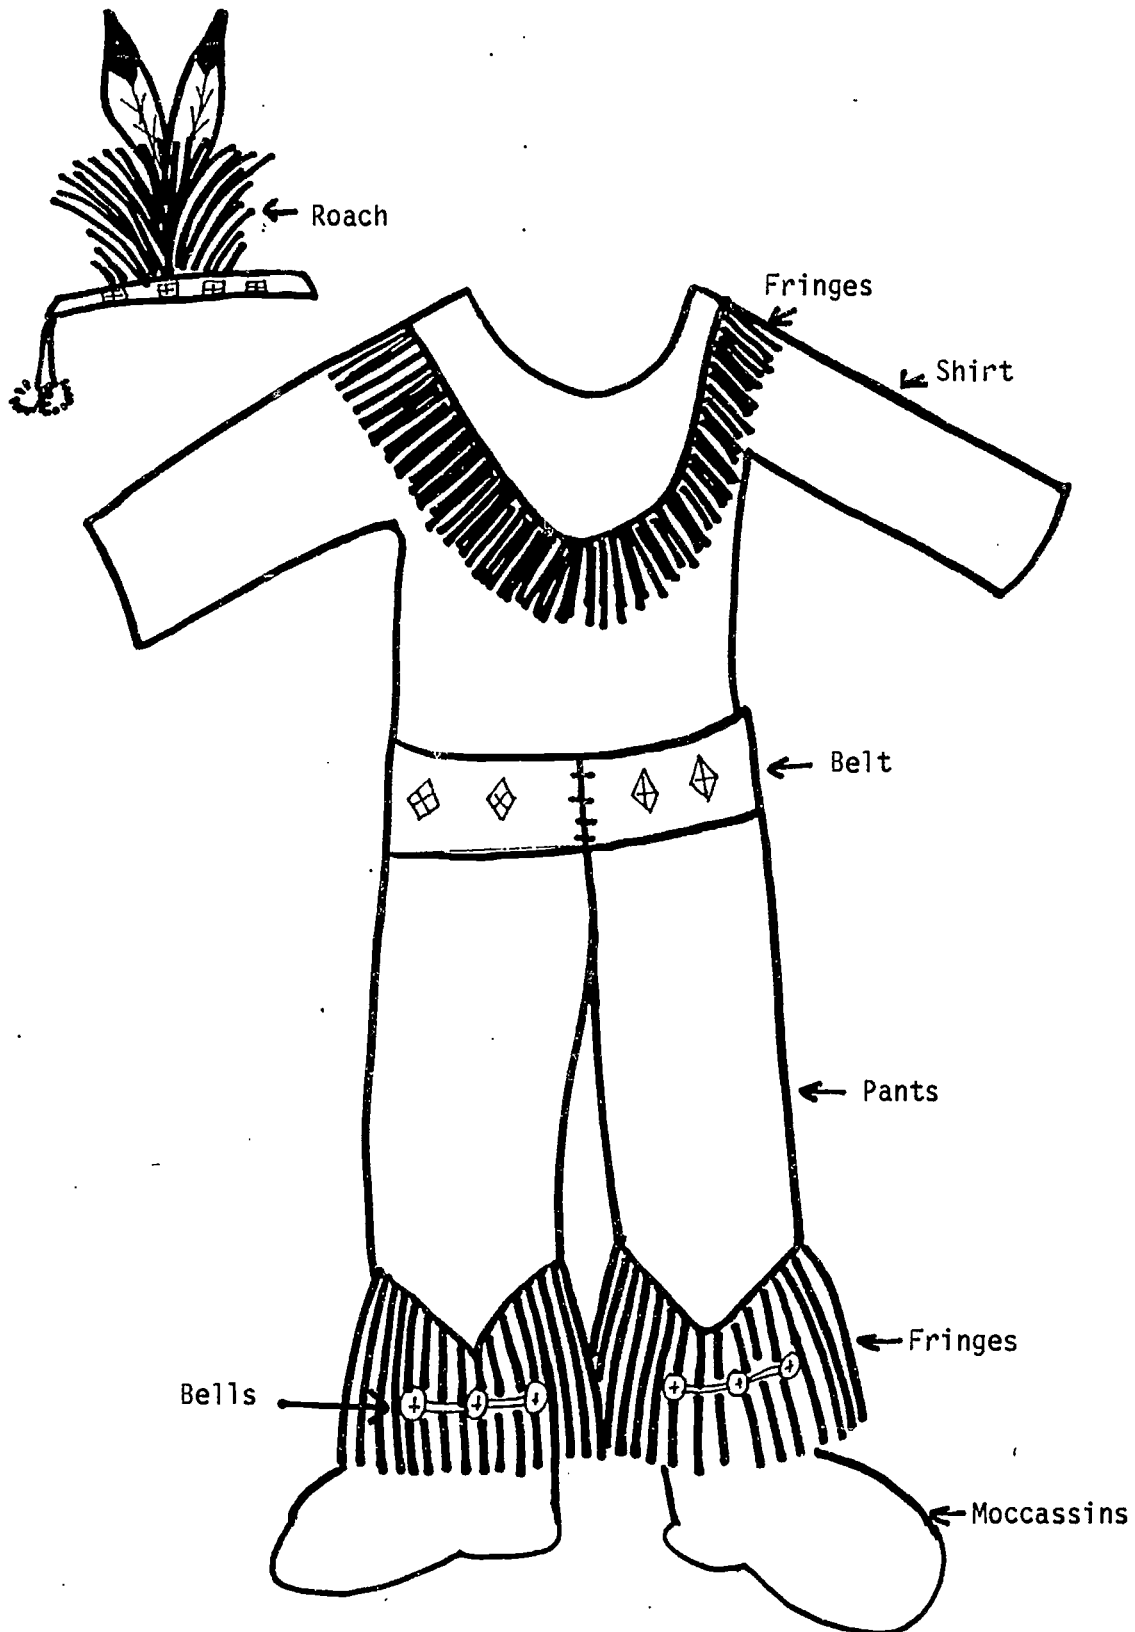 Roach
Fringes
Shirt
Belt
Pants
Fringes
Bells
Moccassins